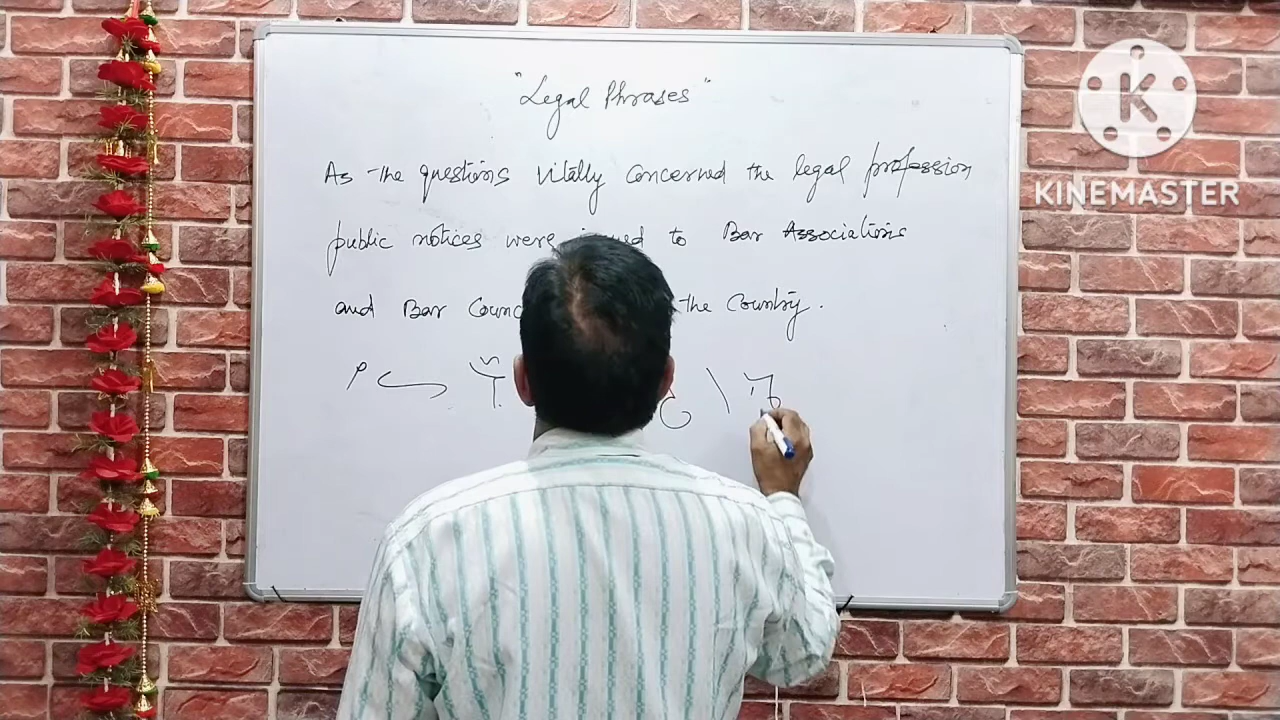 "Legal Phrases"
As the questions vitally concerned the legal profession
public notices were to Bar Associations
and Bar the Country.
K
KINEMASTER